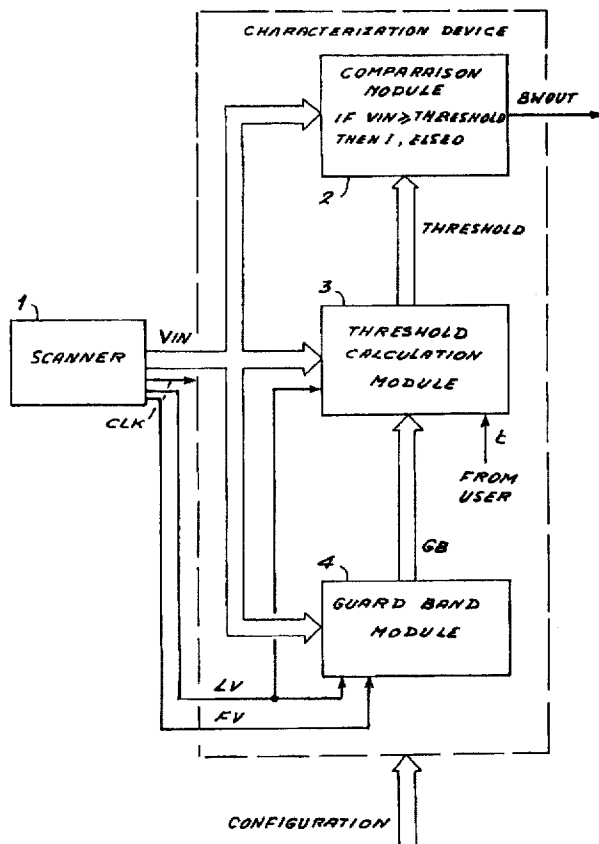 CHARACTERIZATION DEVICE
COMPARAISON
MODULE
IF VIN ≥ THRESHOLD
THEN 1, ELSE 0
BWOUT
2
THRESHOLD
1
3
SCANNER
VIN
THRESHOLD
CALCULATION
MODULE
CLK
t
FROM
USER
GB
4
GUARD BAND
MODULE
LV
FV
CONFIGURATION